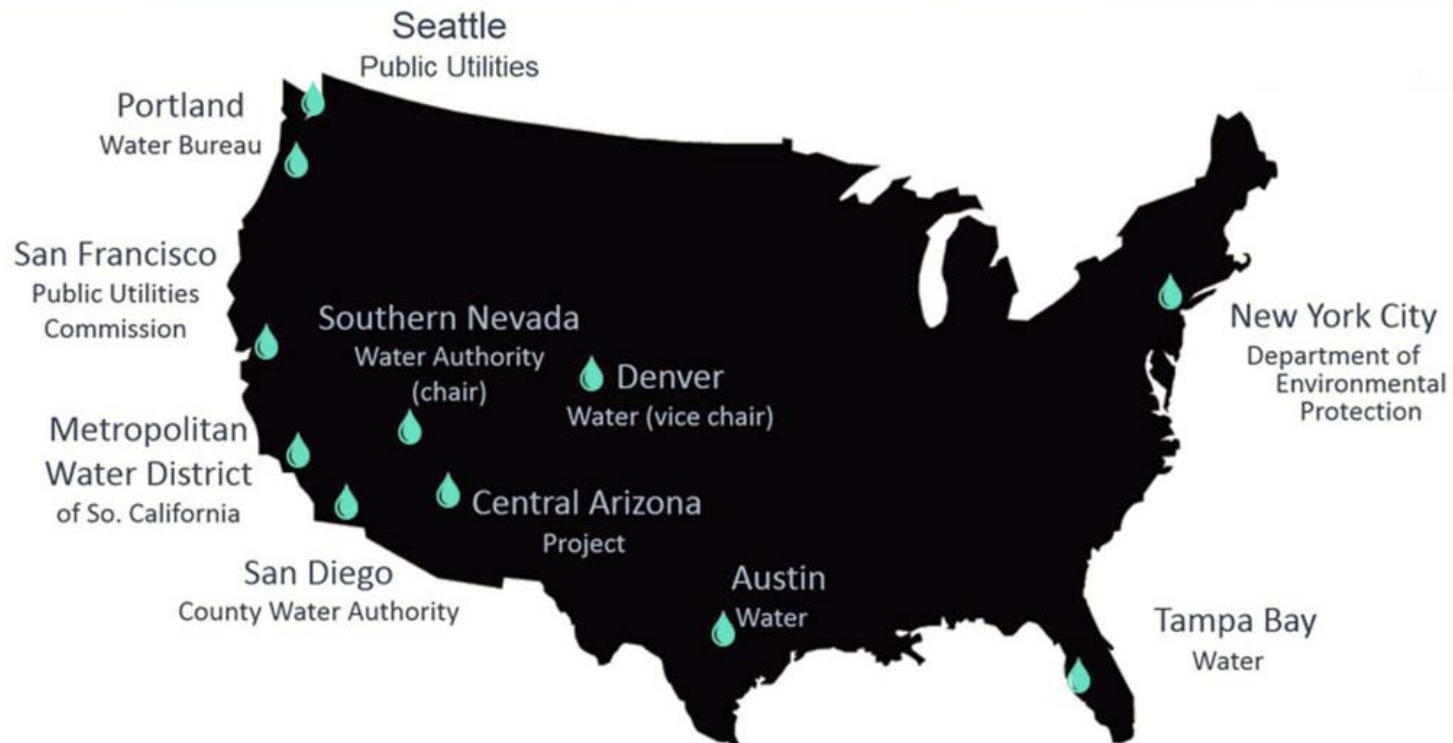 Seattle
Public Utilities
Portland
Water Bureau
San Francisco
Public Utilities
Commission
Southern Nevada
Water Authority
(chair)
Denver
Water (vice chair)
New York City
Department of
Environmental
Protection
Metropolitan
Water District
of So. California
Central Arizona
Project
San Diego
County Water Authority
Austin
Water
Tampa Bay
Water